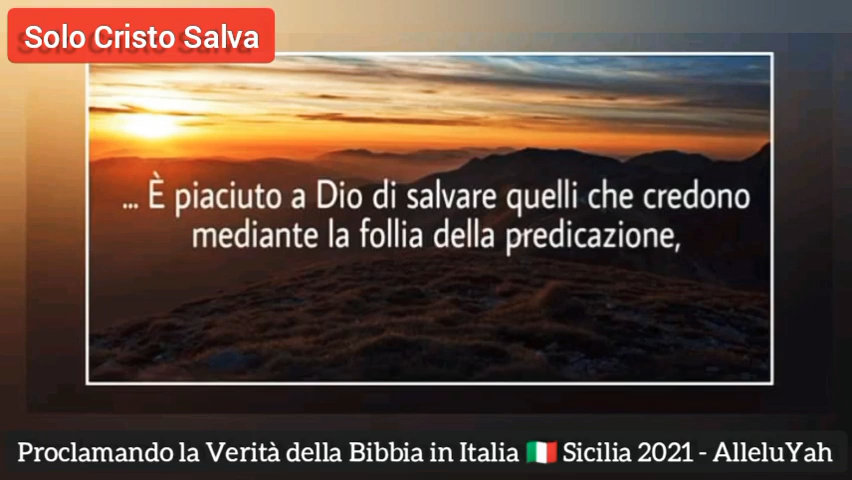 Solo Cristo Salva
... È piaciuto a Dio di salvare quelli che credono
mediante la follia della predicazione,
Proclamando la Verità della Bibbia in Italia 🇮🇹 Sicilia 2021 - AlleluYah